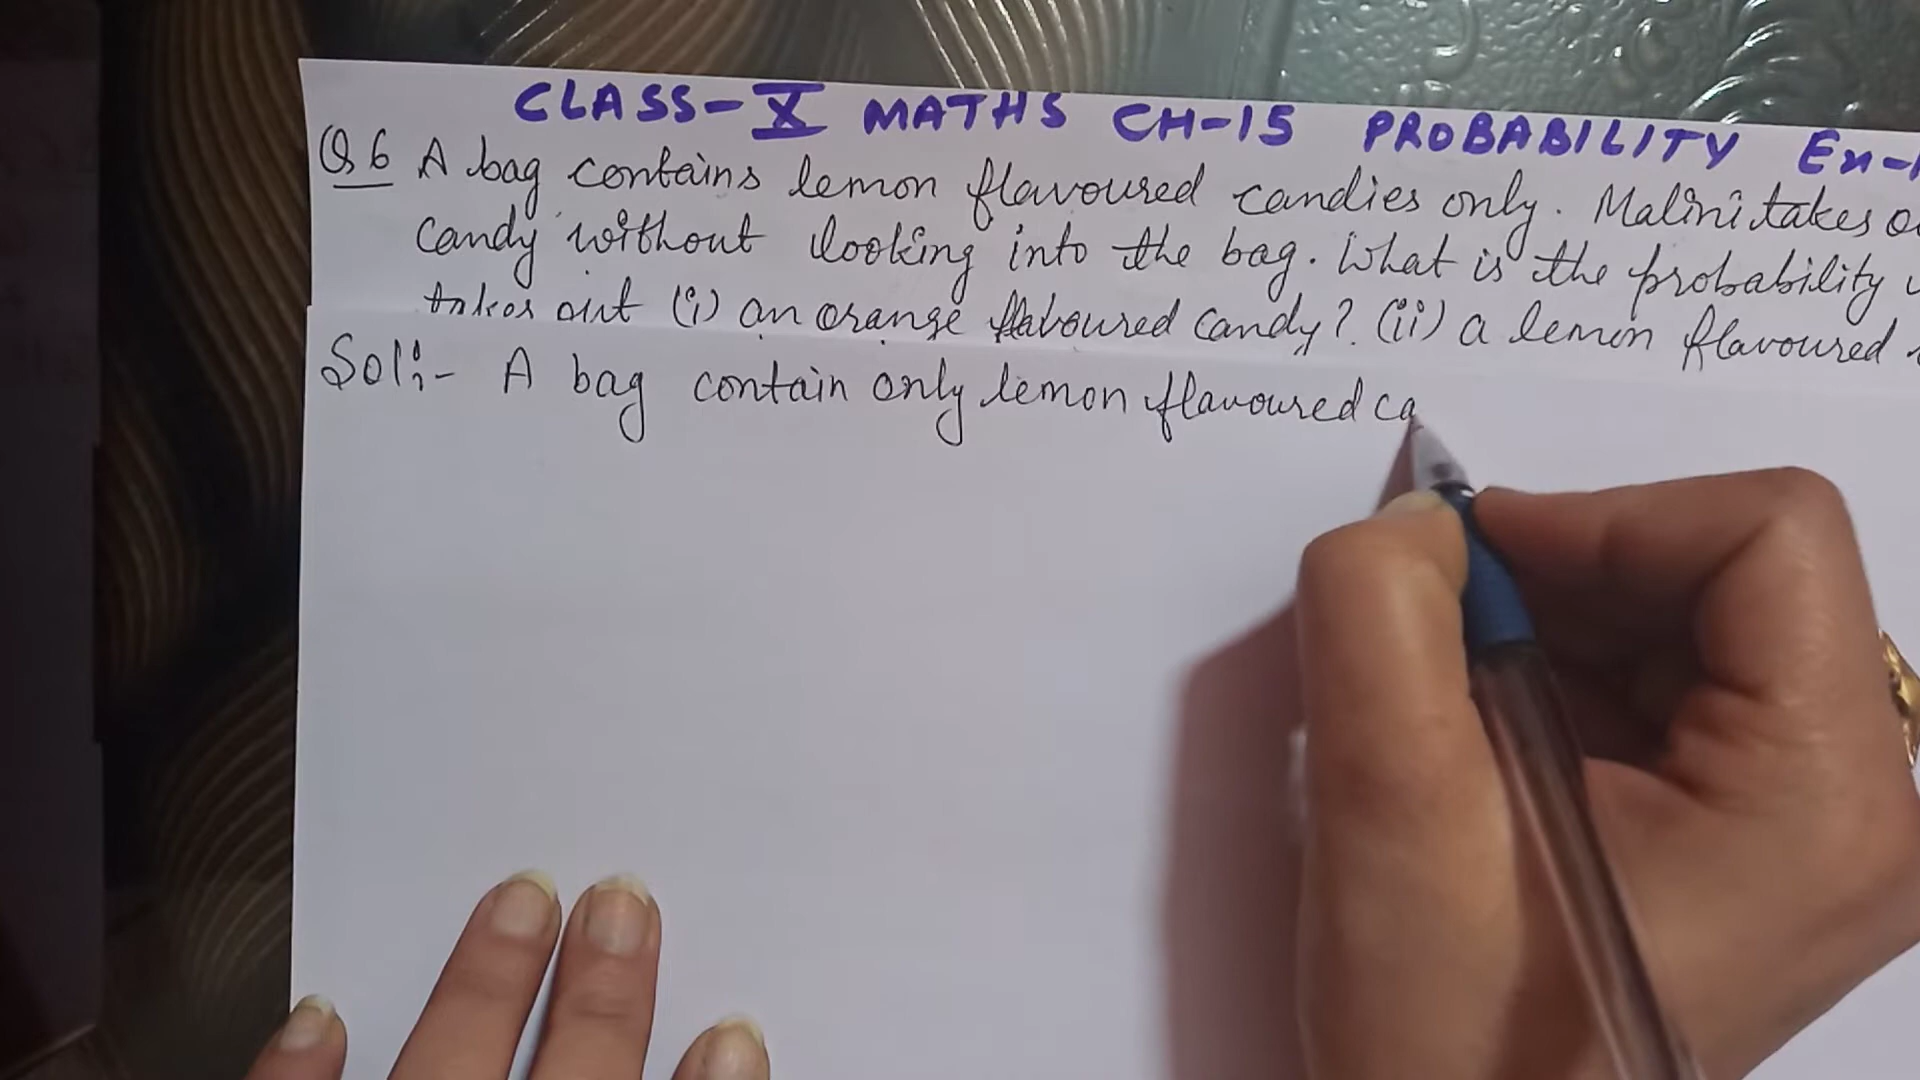 CLASS-X MATHS CH-15 PROBABILITY Ex-
Q6 A bag contains lemon flavoured candies only. Malini takes
candy without looking into the bag. What is the probability
takes out (i) an orange flavoured candy? (ii) a lemon flavoured
Sol:- A bag contain only lemon flavoured ca